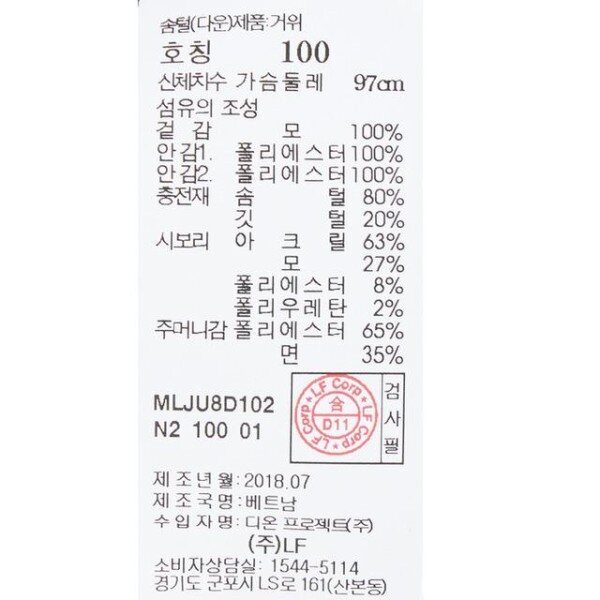 솜털(다운)제품:거위
호칭 100
신체치수 가슴둘레 97cm
섬유의 조성
겉감 모 100%
안감1. 폴리에스터 100%
안감2. 폴리에스터 100%
충전재 솜털 80%
깃털 20%
시보리 아크릴 63%
모 27%
폴리에스터 8%
폴리우레탄 2%
주머니감 폴리에스터 65%
면 35%
MLJU8D102
N2 100 01
LF Corp ★ LF Corp ★ LF Corp ★
合
D11
검사필
제조년월:2018.07
제조국명:베트남
수입자명:디온 프로젝트(주)
(주)LF
소비자상담실: 1544-5114
경기도 군포시 LS로 161(산본동)